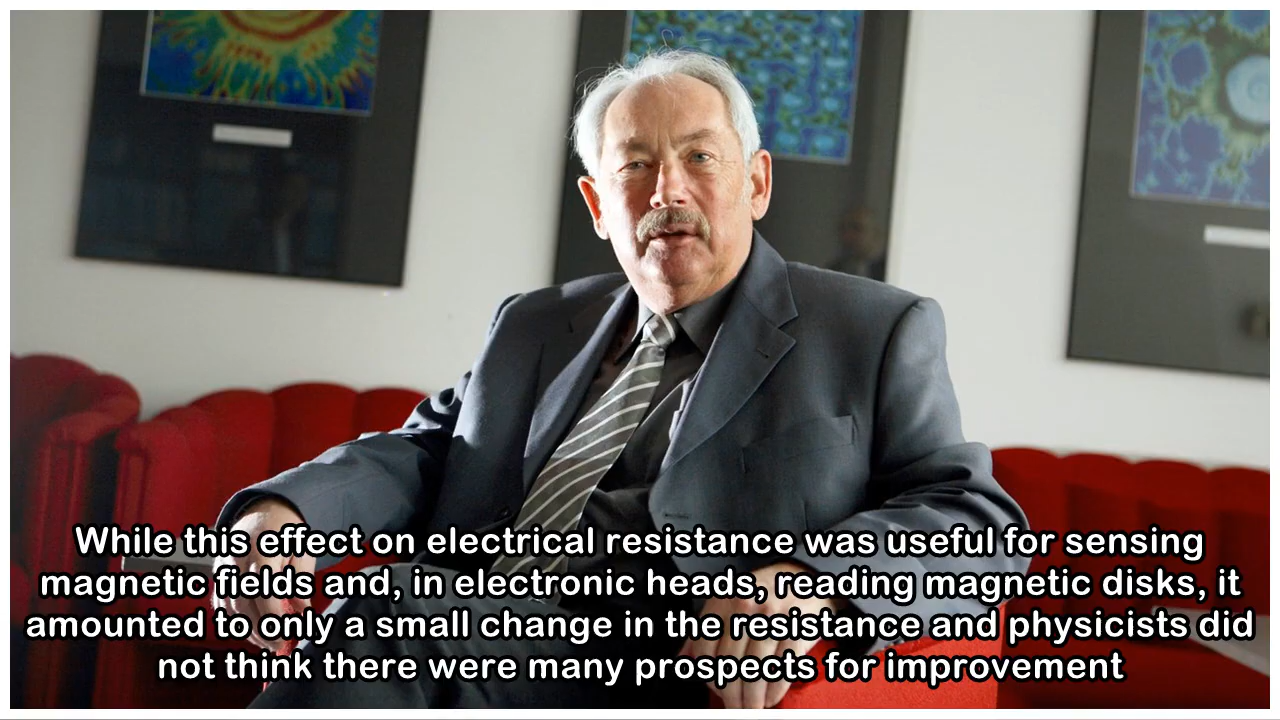 While this effect on electrical resistance was useful for sensing
magnetic fields and, in electronic heads, reading magnetic disks, it
amounted to only a small change in the resistance and physicists did
not think there were many prospects for improvement